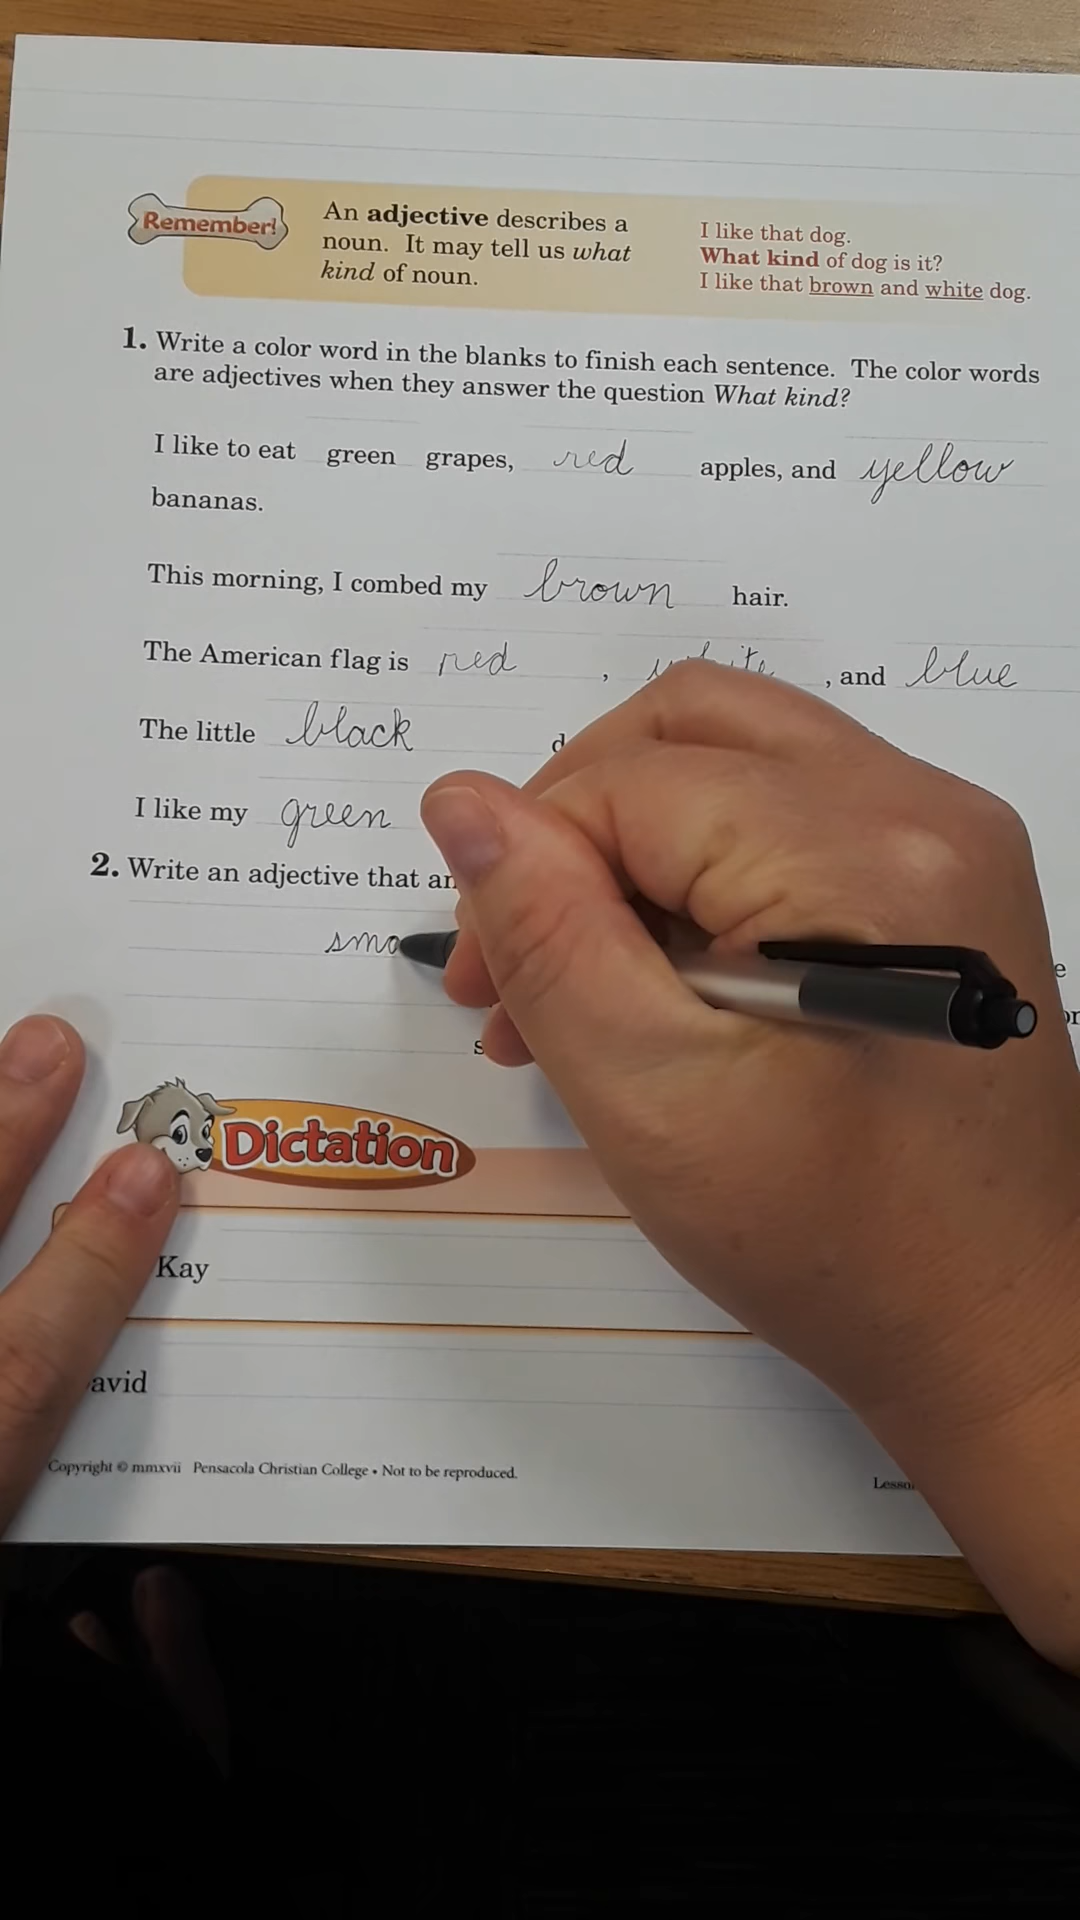 Remember!
An adjective describes a
noun. It may tell us what
kind of noun.
I like that dog.
What kind of dog is it?
I like that brown and white dog.
1. Write a color word in the blanks to finish each sentence. The color words
are adjectives when they answer the question What kind?
I like to eat green grapes, red apples, and yellow
bananas.
This morning, I combed my brown hair.
The American flag is red, white, and blue
The little black
I like my green
2. Write an adjective that
Dictation
Kay
avid
Copyright © mmxvii Pensacola Christian College • Not to be reproduced.